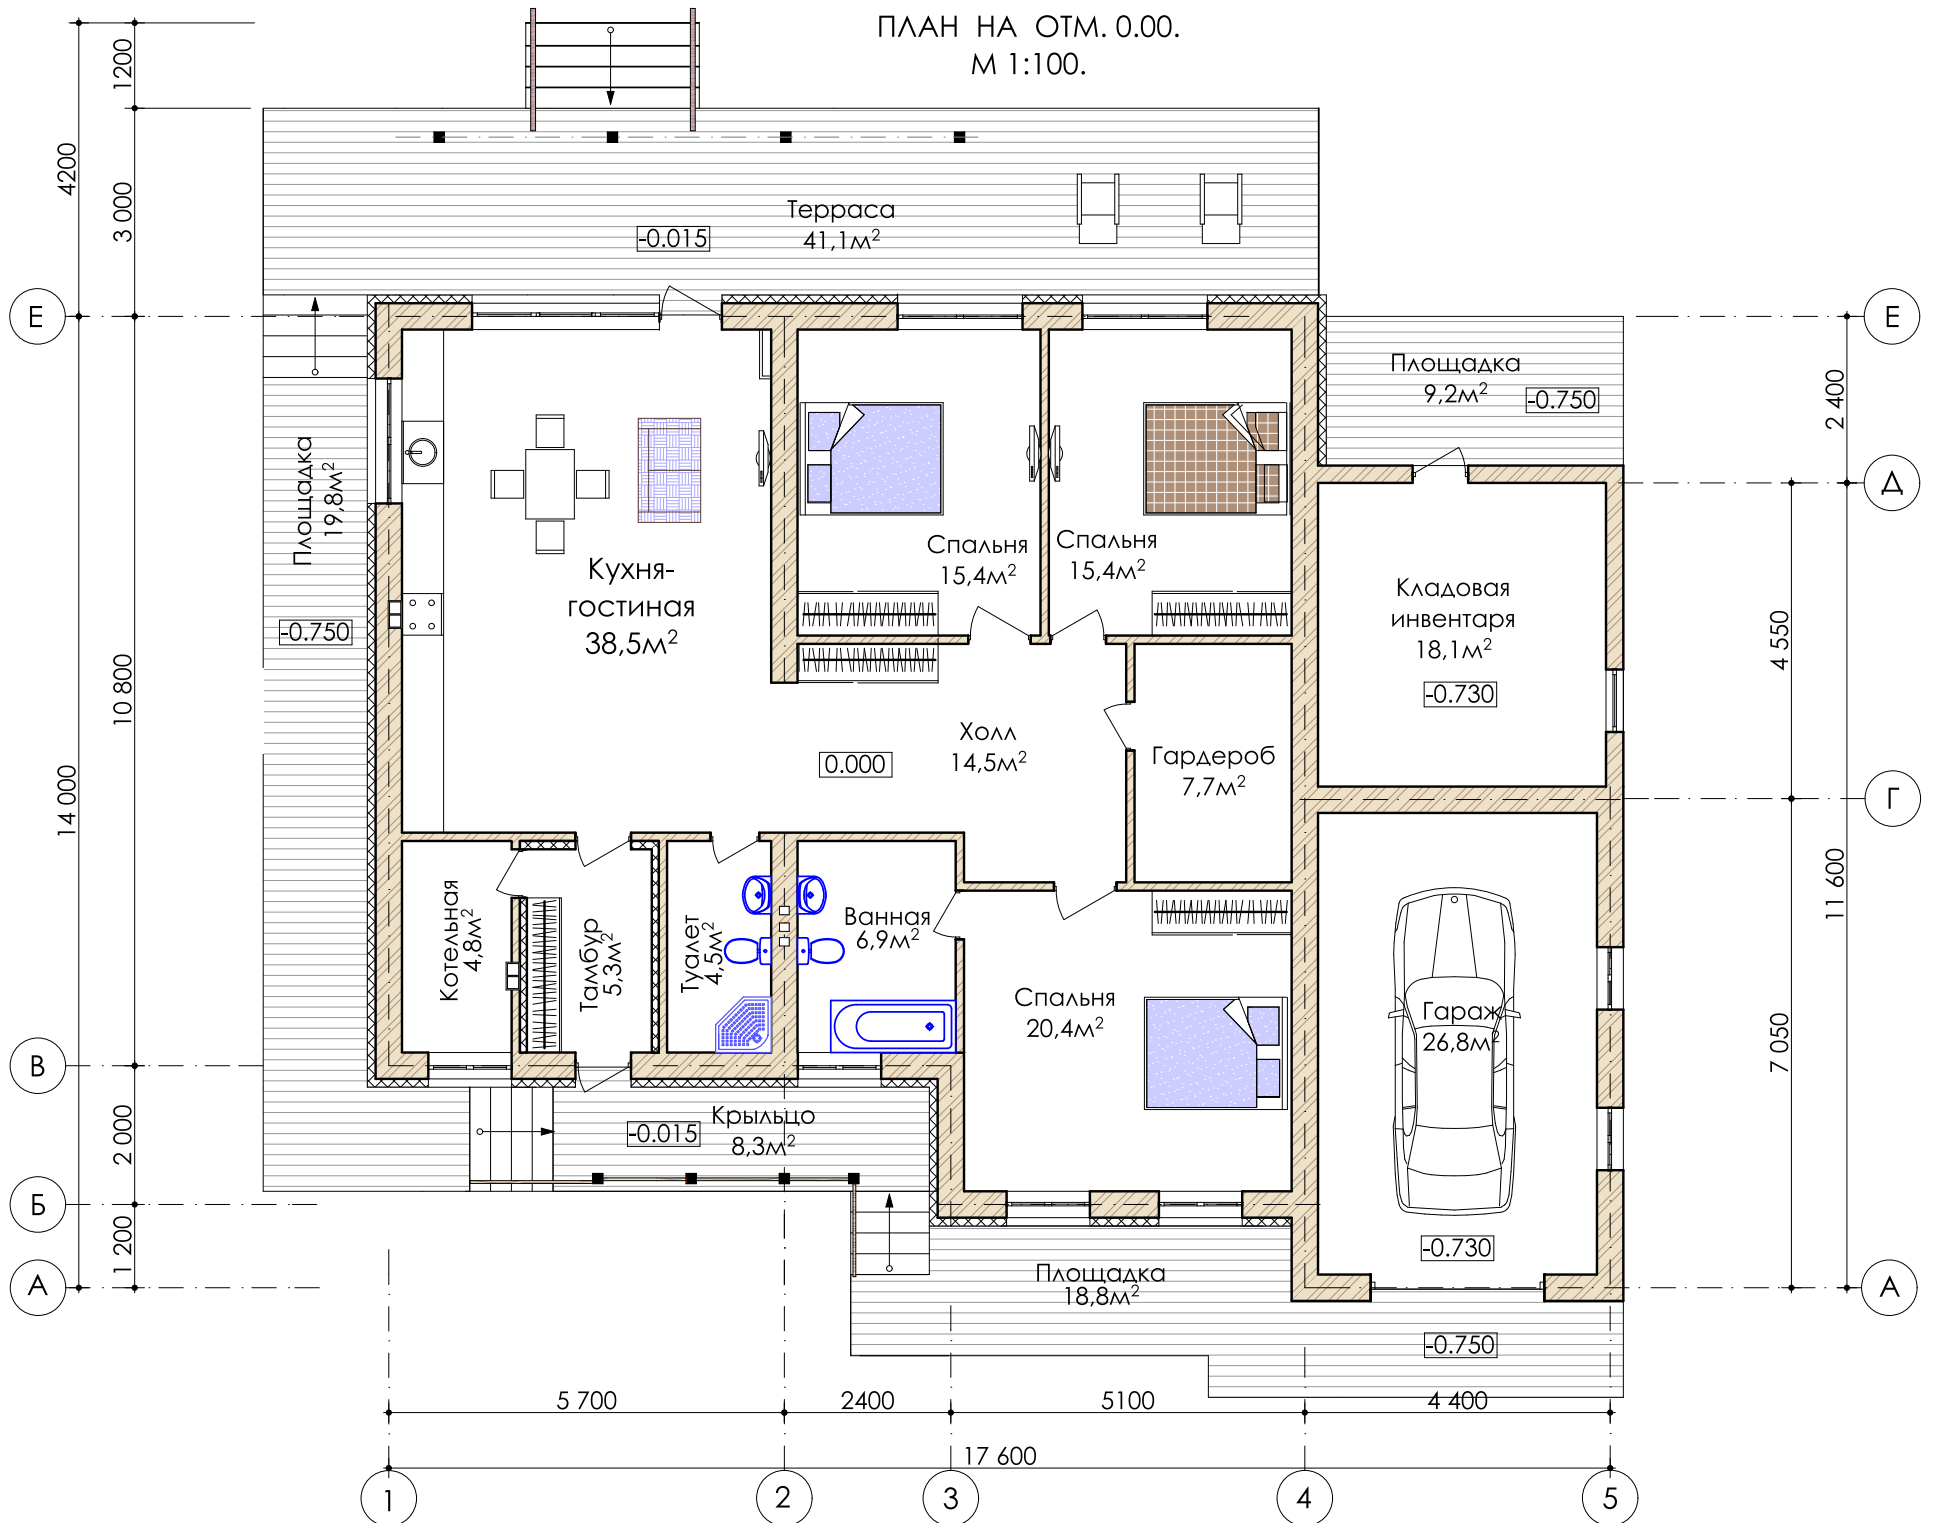 ПЛАН НА ОТМ. 0.00.
М 1:100.
1200
4200
3 000
Терраса
41,1м²
-0.015
Е
Е
Площадка
9,2м²
-0.750
2 400
Д
Площадка
19,8м²
-0.750
Кухня-
гостиная
38,5м²
Спальня
15,4м²
Спальня
15,4м²
Кладовая
инвентаря
18,1м²
-0.730
4 550
10 800
14 000
Холл
14,5м²
0.000
Гардероб
7,7м²
Г
11 600
Котельная
4,8м²
Тамбур
5,3м²
Туалет
4,5м²
Ванная
6,9м²
Спальня
20,4м²
Гараж
26,8м²
7 050
В
2 000
Крыльцо
8,3м²
-0.015
Б
1 200
-0.730
А
А
Площадка
18,8м²
-0.750
5 700
2400
5100
4 400
17 600
1
2
3
4
5